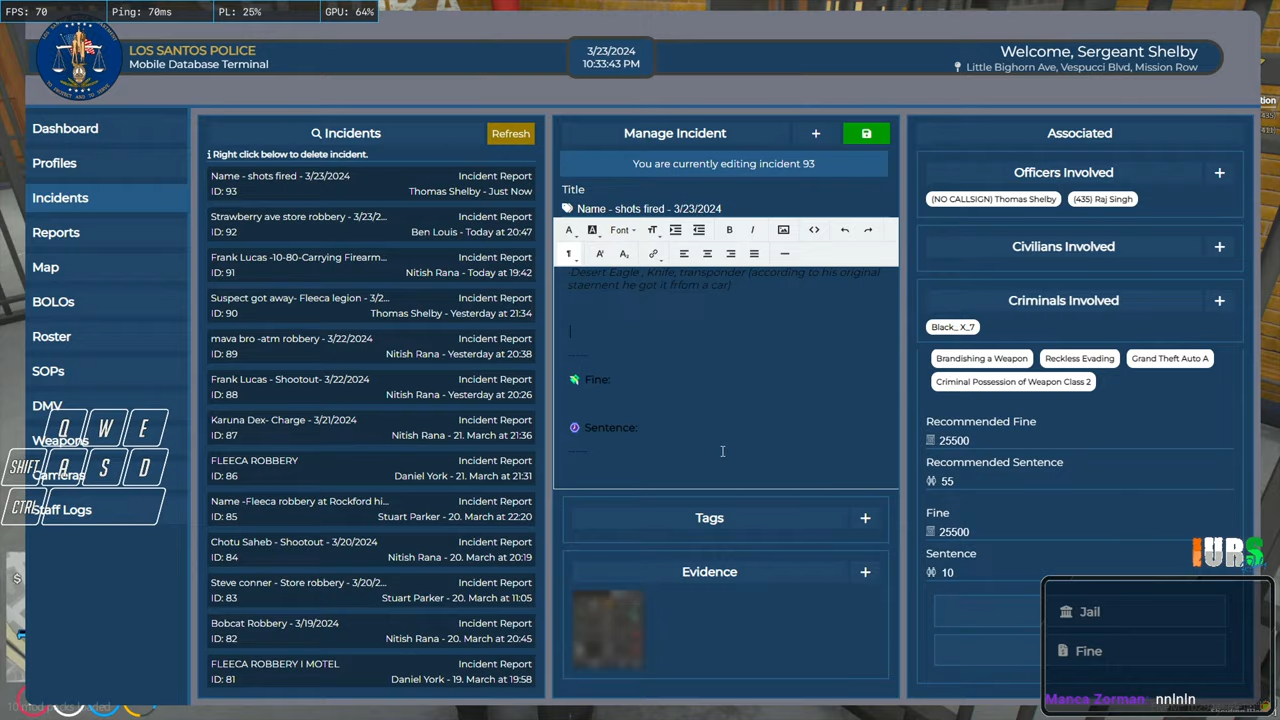 FPS: 70
Ping: 70ms
PL: 25%
GPU: 64%
LOS SANTOS POLICE
Mobile Database Terminal
3/23/2024
10:33:43 PM
Welcome, Sergeant Shelby
Little Bighorn Ave, Vespucci Blvd, Mission Row
Dashboard
Profiles
Incidents
Reports
Map
BOLOs
Roster
SOPs
DMV
Weapons
Cameras
Staff Logs
Q W E
SHIFT A S D
CTRL
10 mod packs loaded
Incidents
Refresh
Right click below to delete incident.
Name - shots fired - 3/23/2024 Incident Report
ID: 93 Thomas Shelby - Just Now
Strawberry ave store robbery - 3/23/2... Incident Report
ID: 92 Ben Louis - Today at 20:47
Frank Lucas -10-80-Carrying Firearm... Incident Report
ID: 91 Nitish Rana - Today at 19:42
Suspect got away- Fleeca legion - 3/2... Incident Report
ID: 90 Thomas Shelby - Yesterday at 21:34
mava bro -atm robbery - 3/22/2024 Incident Report
ID: 89 Nitish Rana - Yesterday at 20:38
Frank Lucas - Shootout- 3/22/2024 Incident Report
ID: 88 Nitish Rana - Yesterday at 20:26
Karuna Dex- Charge - 3/21/2024 Incident Report
ID: 87 Nitish Rana - 21. March at 21:36
FLEECA ROBBERY Incident Report
ID: 86 Daniel York - 21. March at 21:31
Name -Fleeca robbery at Rockford hi... Incident Report
ID: 85 Stuart Parker - 20. March at 22:20
Chotu Saheb - Shootout - 3/20/2024 Incident Report
ID: 84 Nitish Rana - 20. March at 20:19
Steve conner - Store robbery - 3/20/2... Incident Report
ID: 83 Stuart Parker - 20. March at 11:05
Bobcat Robbery - 3/19/2024 Incident Report
ID: 82 Nitish Rana - 20. March at 20:45
FLEECA ROBBERY I MOTEL Incident Report
ID: 81 Daniel York - 19. March at 19:58
Manage Incident
You are currently editing incident 93
Title
Name - shots fired - 3/23/2024
Font
-Desert Eagle , Knife, transponder (according to his original
staement he got it frfom a car)
Fine:
Sentence:
Tags
Evidence
Associated
Officers Involved
(NO CALLSIGN) Thomas Shelby
(435) Raj Singh
Civilians Involved
Criminals Involved
Black_ X_7
Brandishing a Weapon
Reckless Evading
Grand Theft Auto A
Criminal Possession of Weapon Class 2
Recommended Fine
25500
Recommended Sentence
55
Fine
25500
Sentence
10
IURS
Jail
Fine
Manca Zorman nnlnln